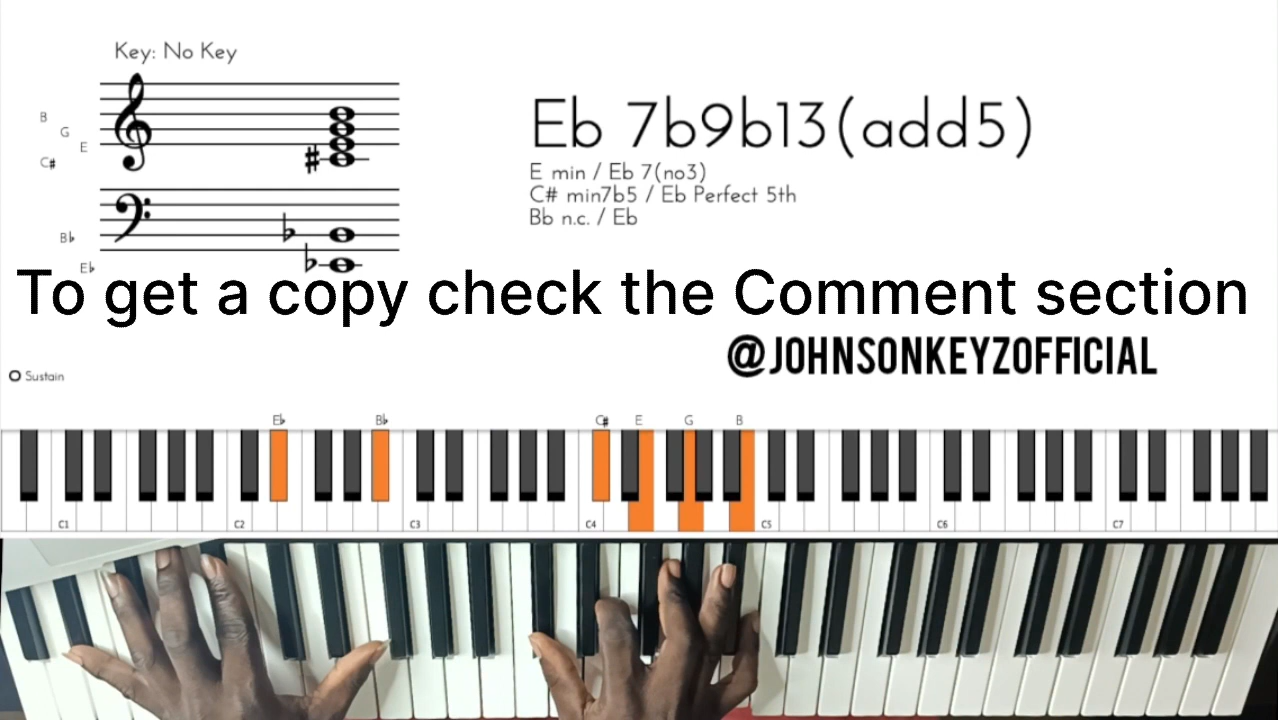 Key: No Key
B
G
E
C#
Bb
Eb
Eb 7b9b13(add5)
E min / Eb 7(no3)
C# min7b5 / Eb Perfect 5th
Bb n.c. / Eb
To get a copy check the Comment section
@JOHNSONKEYZOFFICIAL
Sustain
Eb Bb C# E G B
C1 C2 C3 C4 C5 C6 C7